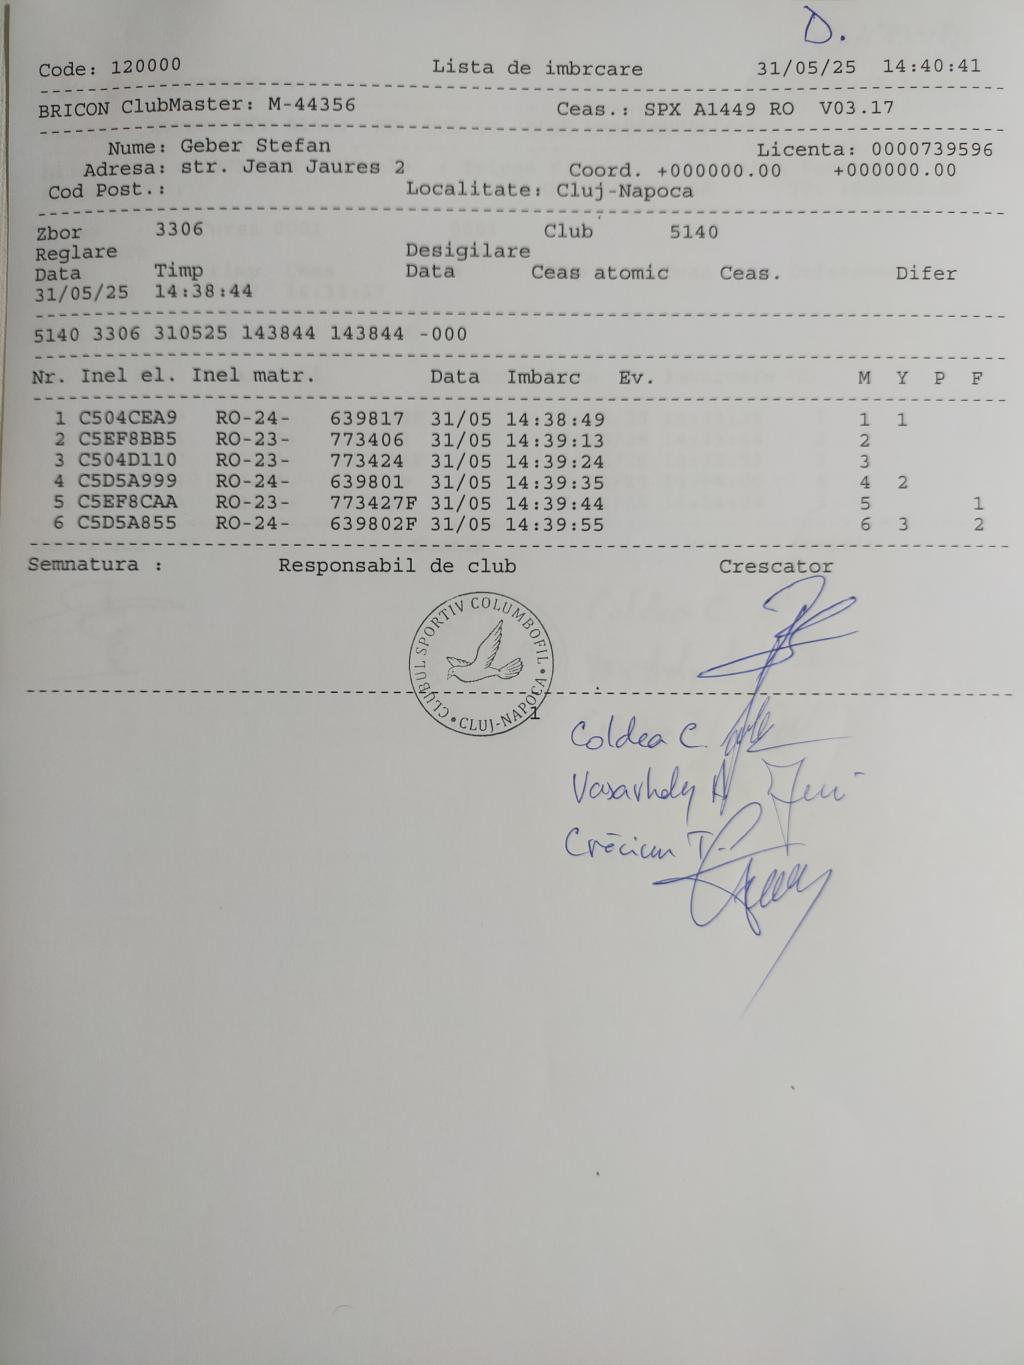 D.
Code: 120000 Lista de imbrcare 31/05/25 14:40:41
BRICON ClubMaster: M-44356 Ceas.: SPX A1449 RO V03.17
Nume: Geber Stefan Licenta: 0000739596
Adresa: str. Jean Jaures 2 Coord. +000000.00 +000000.00
Cod Post.: Localitate: Cluj-Napoca
Zbor 3306 Club 5140
Reglare Desigilare
Data Timp Data Ceas atomic Ceas. Difer
31/05/25 14:38:44
5140 3306 310525 143844 143844 -000
Nr. Inel el. Inel matr. Data Imbarc Ev. M Y P F
1 C504CEA9 RO-24- 639817 31/05 14:38:49 1 1
2 C5EF8BB5 RO-23- 773406 31/05 14:39:13 2
3 C504D110 RO-23- 773424 31/05 14:39:24 3
4 C5D5A999 RO-24- 639801 31/05 14:39:35 4 2
5 C5EF8CAA RO-23- 773427F 31/05 14:39:44 5 1
6 C5D5A855 RO-24- 639802F 31/05 14:39:55 6 3 2
Semnatura : Responsabil de club Crescator
CLUBUL SPORTIV COLUMBOFIL • CLUJ-NAPOCA •
1
Coldea C.
Vasarhely A
Crăciun T.